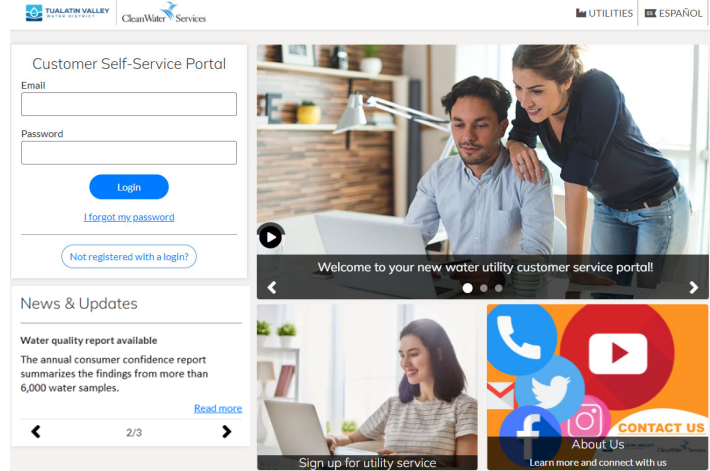 TUALATIN VALLEY
WATER DISTRICT
CleanWater Services
UTILITIES
ES ESPAÑOL
Customer Self-Service Portal
Email
Password
Login
I forgot my password
Not registered with a login?
News & Updates
Water quality report available
The annual consumer confidence report
summarizes the findings from more than
6,000 water samples.
Read more
2/3
Welcome to your new water utility customer service portal!
Sign up for utility service
CONTACT US
About Us
CleanWater Services
Learn more and connect with us